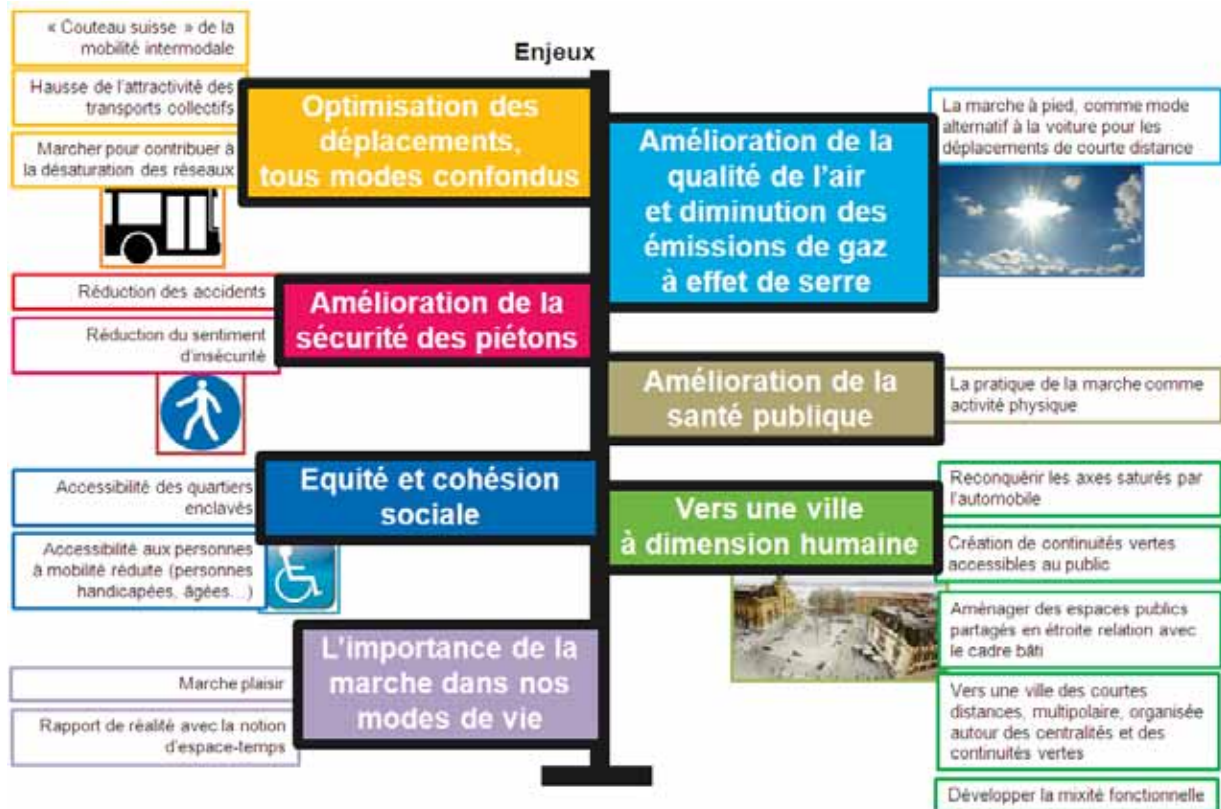 Enjeux
« Couteau suisse » de la
mobilité intermodale
Hausse de l'attractivité des
transports collectifs
Marcher pour contribuer à
la désaturation des réseaux
Optimisation des
déplacements,
tous modes confondus
Réduction des accidents
Réduction du sentiment
d'insécurité
Amélioration de la
sécurité des piétons
Accessibilité des quartiers
enclavés
Accessibilité aux personnes
à mobilité réduite (personnes
handicapées, âgées...)
Equité et cohésion
sociale
Marche plaisir
Rapport de réalité avec la notion
d'espace-temps
L'importance de la
marche dans nos
modes de vie
Amélioration de la
qualité de l'air
et diminution des
émissions de gaz
à effet de serre
La marche à pied, comme mode
alternatif à la voiture pour les
déplacements de courte distance
Amélioration de la
santé publique
La pratique de la marche comme
activité physique
Vers une ville
à dimension humaine
Reconquérir les axes saturés par
l'automobile
Création de continuités vertes
accessibles au public
Aménager des espaces publics
partagés en étroite relation avec
le cadre bâti
Vers une ville des courtes
distances, multipolaire, organisée
autour des centralités et des
continuités vertes
Développer la mixité fonctionnelle